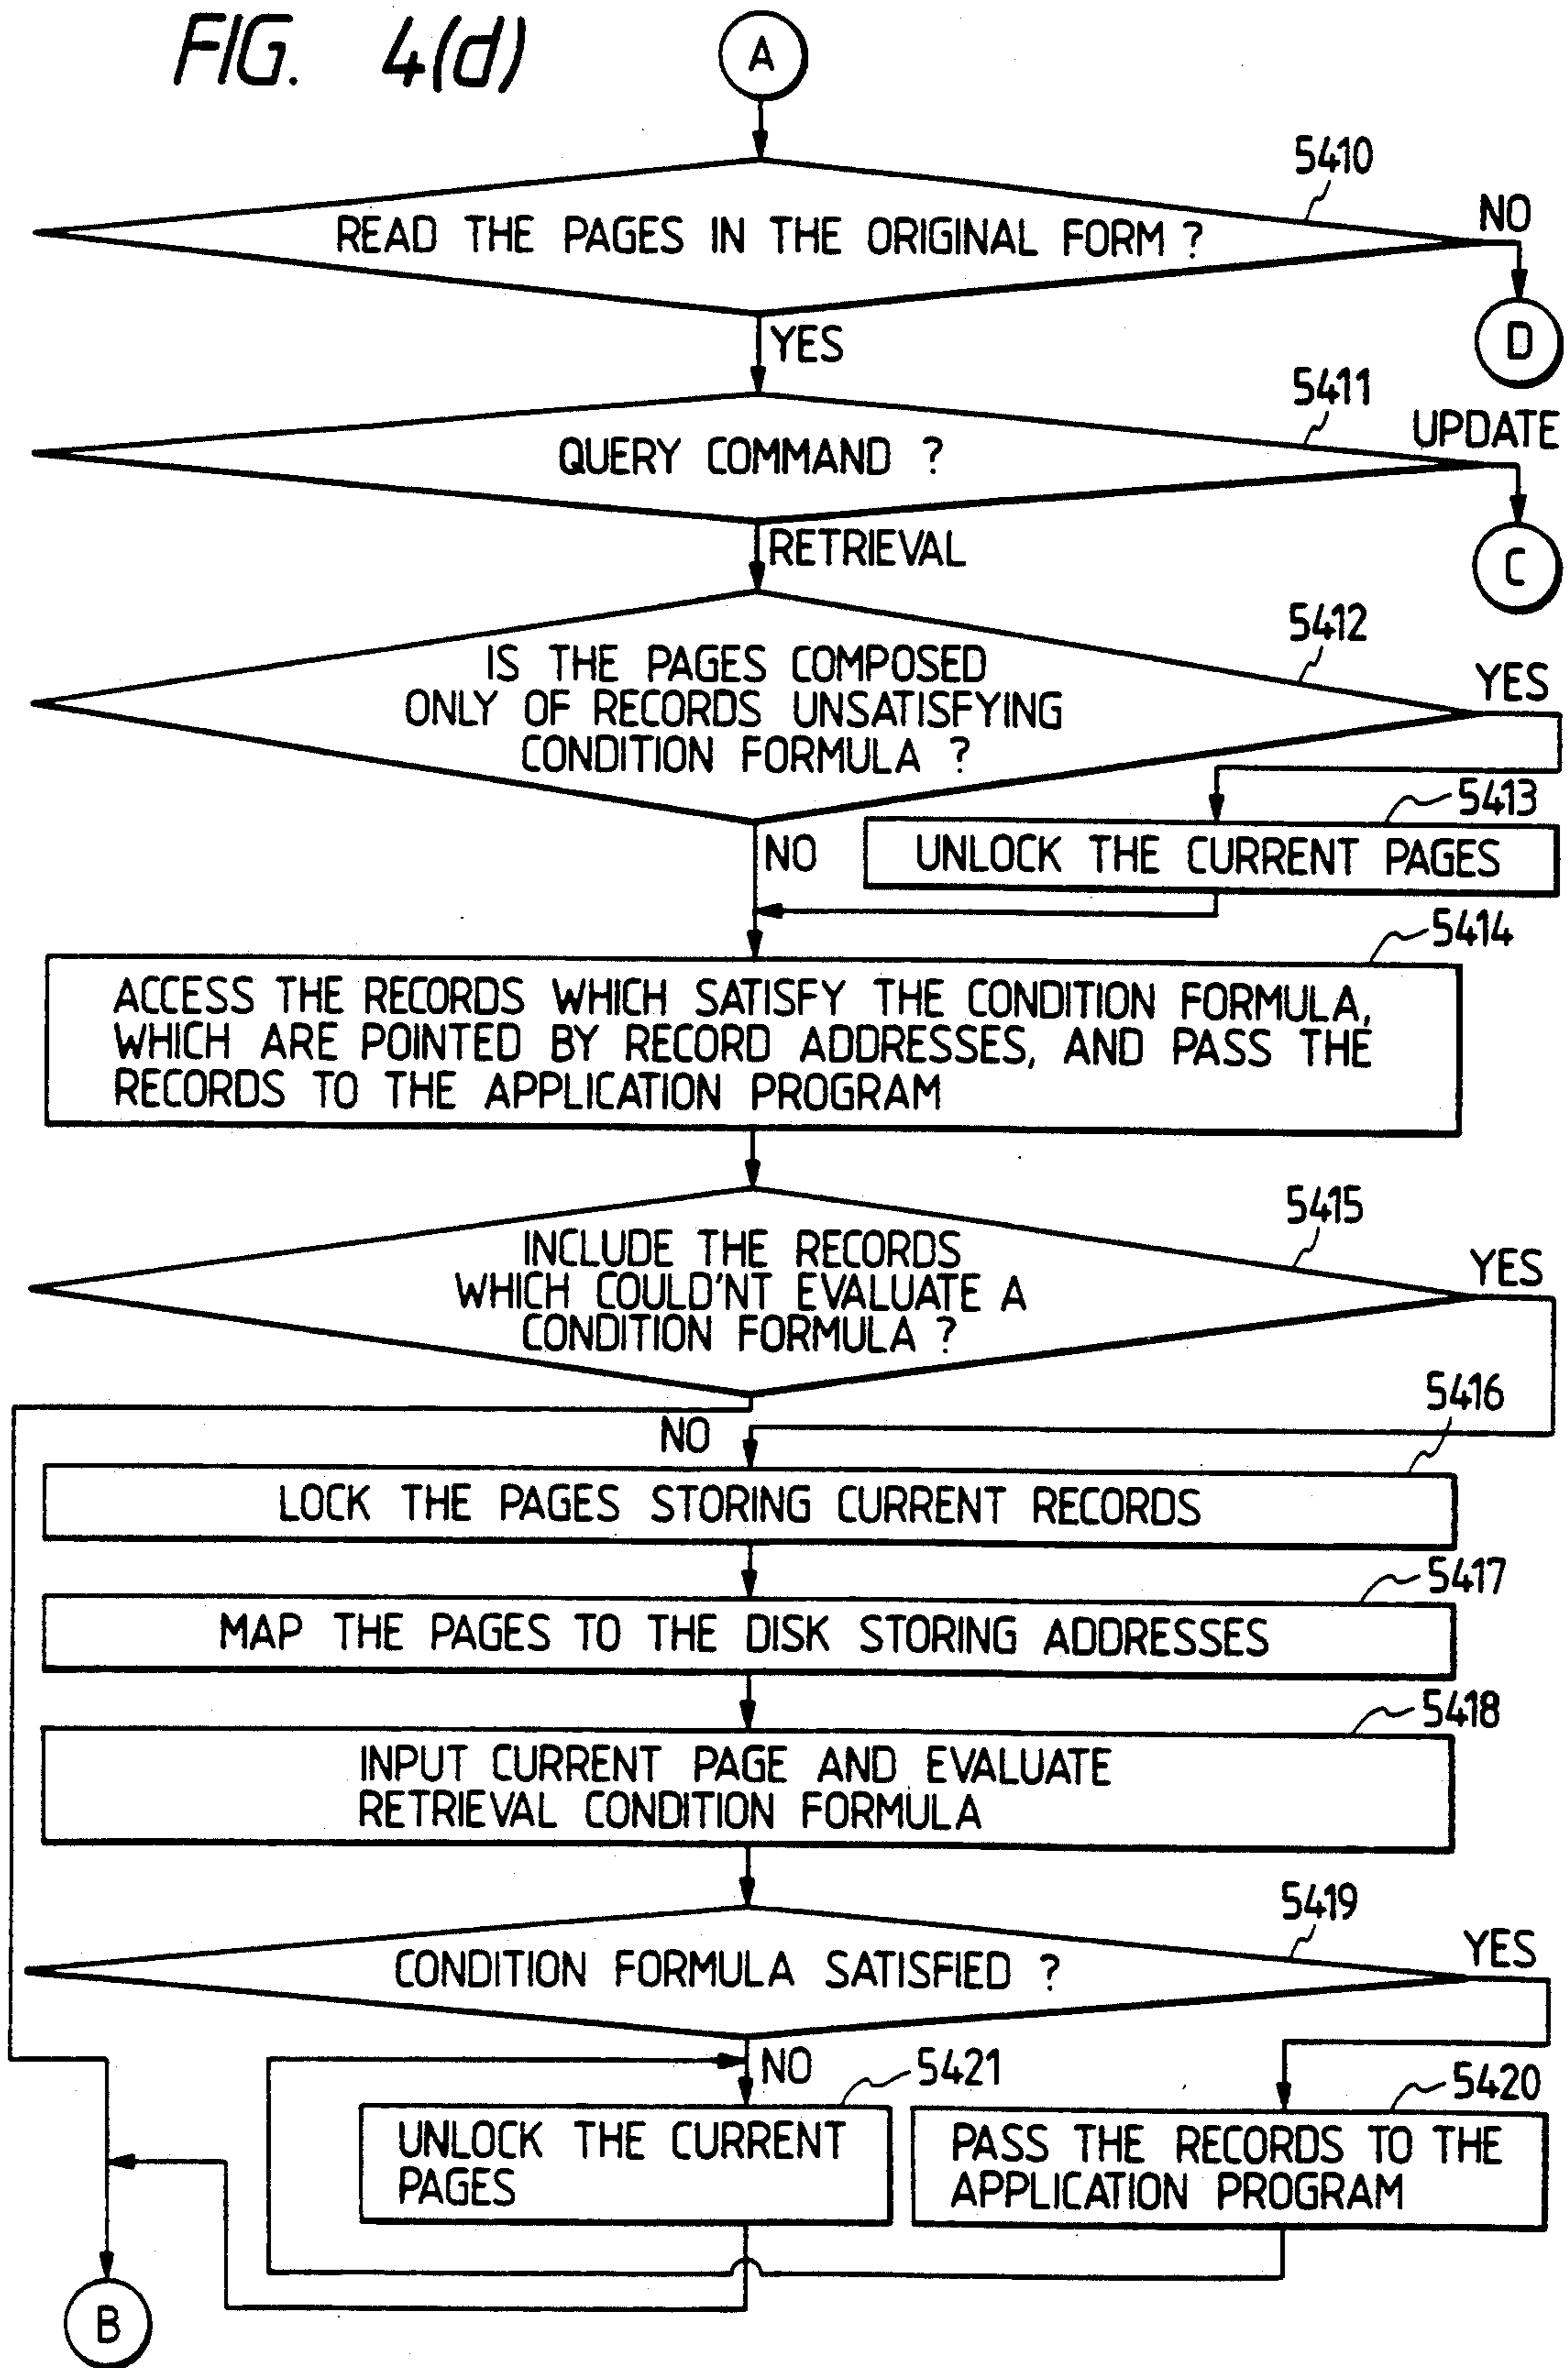 FIG. 4(d)
A
5410
READ THE PAGES IN THE ORIGINAL FORM ?
NO
D
YES
5411
QUERY COMMAND ?
UPDATE
C
RETRIEVAL
5412
IS THE PAGES COMPOSED
ONLY OF RECORDS UNSATISFYING
CONDITION FORMULA ?
YES
5413
NO
UNLOCK THE CURRENT PAGES
5414
ACCESS THE RECORDS WHICH SATISFY THE CONDITION FORMULA,
WHICH ARE POINTED BY RECORD ADDRESSES, AND PASS THE
RECORDS TO THE APPLICATION PROGRAM
5415
INCLUDE THE RECORDS
WHICH COULD'NT EVALUATE A
CONDITION FORMULA ?
YES
5416
NO
LOCK THE PAGES STORING CURRENT RECORDS
5417
MAP THE PAGES TO THE DISK STORING ADDRESSES
5418
INPUT CURRENT PAGE AND EVALUATE
RETRIEVAL CONDITION FORMULA
5419
CONDITION FORMULA SATISFIED ?
YES
NO
5421
5420
UNLOCK THE CURRENT
PAGES
PASS THE RECORDS TO THE
APPLICATION PROGRAM
B